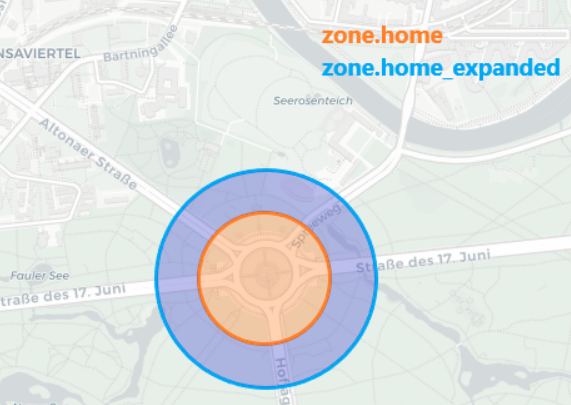 zone.home
zone.home_expanded
NSAVIERTEL
Bartningallee
Seerosenteich
Altonaer Straße
Spreeweg
Straße des 17. Juni
Fauler See
traße des 17. Juni
Hofjäg